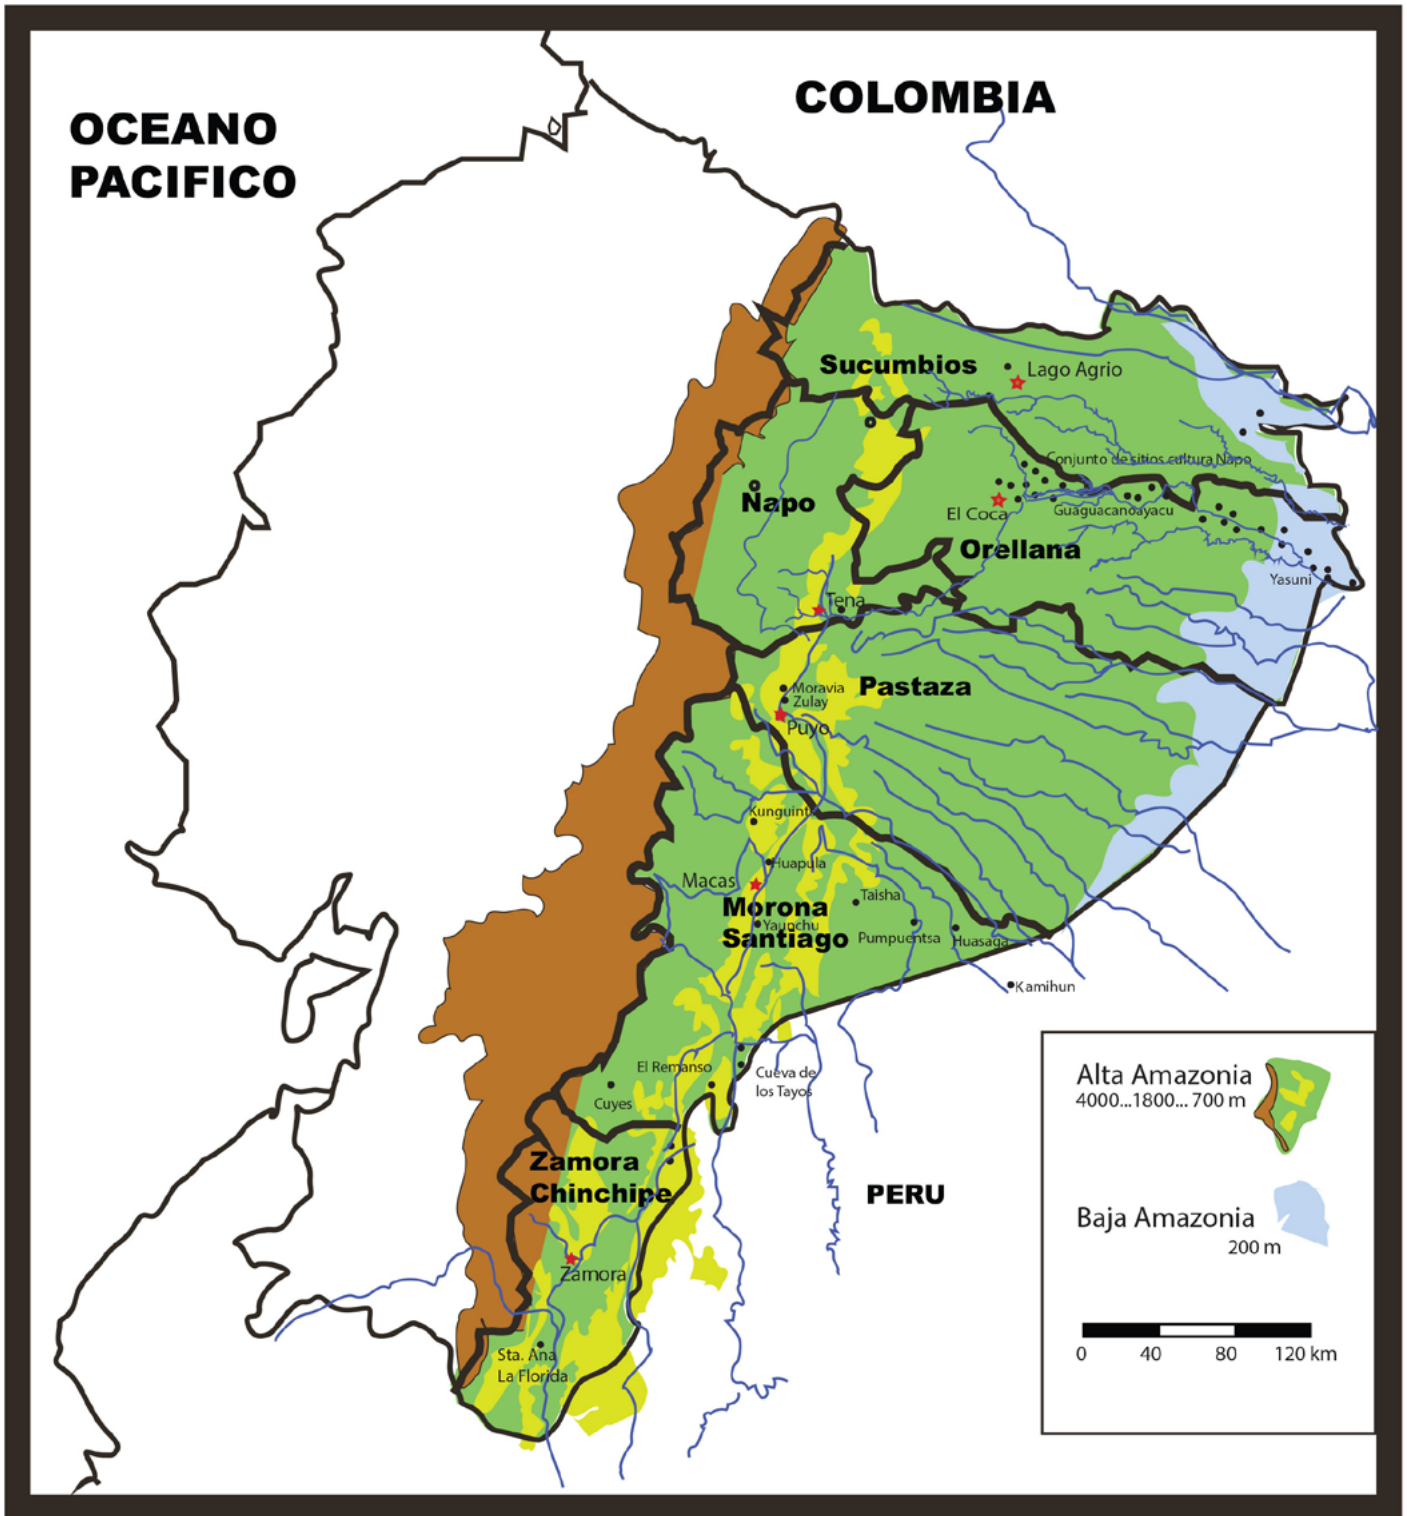 OCEANO
PACIFICO
COLOMBIA
Sucumbios
Lago Agrio
Conjunto de sitios cultura Napo
Napo
El Coca
Guaguacanoayacu
Orellana
Yasuni
Tena
Moravia
Zulay
Pastaza
Puyo
Kunguints
Huapula
Macas
Taisha
Morona
Santiago
Yaunchu
Pumpuentsa
Huasaga
Kamihun
El Remanso
Cueva de
los Tayos
Cuyes
Zamora
Chinchipe
PERU
Zamora
Sta. Ana
La Florida
Alta Amazonia
4000...1800...700 m
Baja Amazonia
200 m
0 40 80 120 km